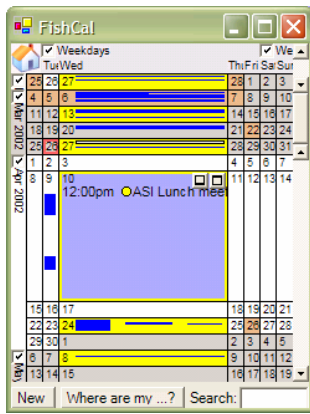 FishCal
Weekdays We
Tue Wed Thu Fri Sat Sun
25 26 27 28 1 2 3
4 5 6 7 8 9 10
11 12 13 14 15 16 17
18 19 20 21 22 23 24
25 26 27 28 29 30 31
Mar 2002
1 2 3 4 5 6 7
8 9 10 11 12 13 14
12:00pm ASI Lunch meet
Apr 2002
15 16 17 18 19 20 21
22 23 24 25 26 27 28
29 30 1 2 3 4 5
6 7 8 9 10 11 12
13 14 15 16 17 18 19
New Where are my ...? Search: